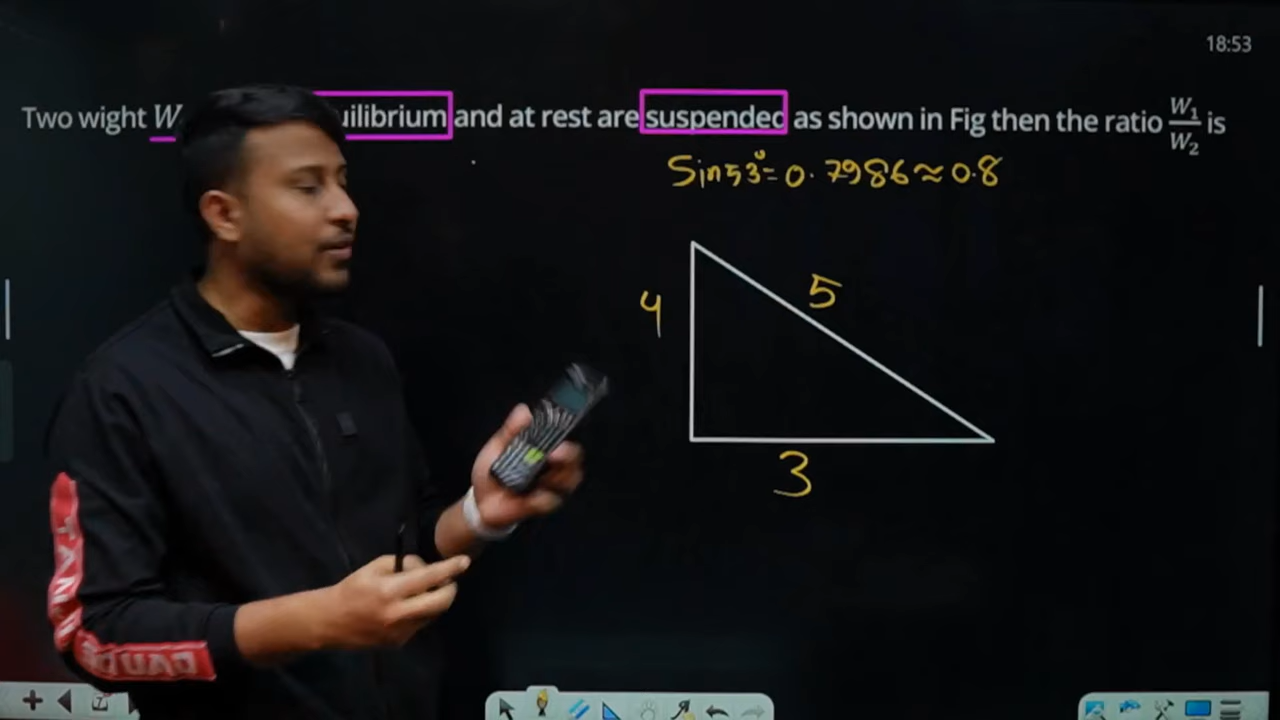 18:53
Two wight W uilibrium and at rest are suspended as shown in Fig then the ratio W₁/W₂ is
Sin53°=0.7986≈0.8
5
4
3